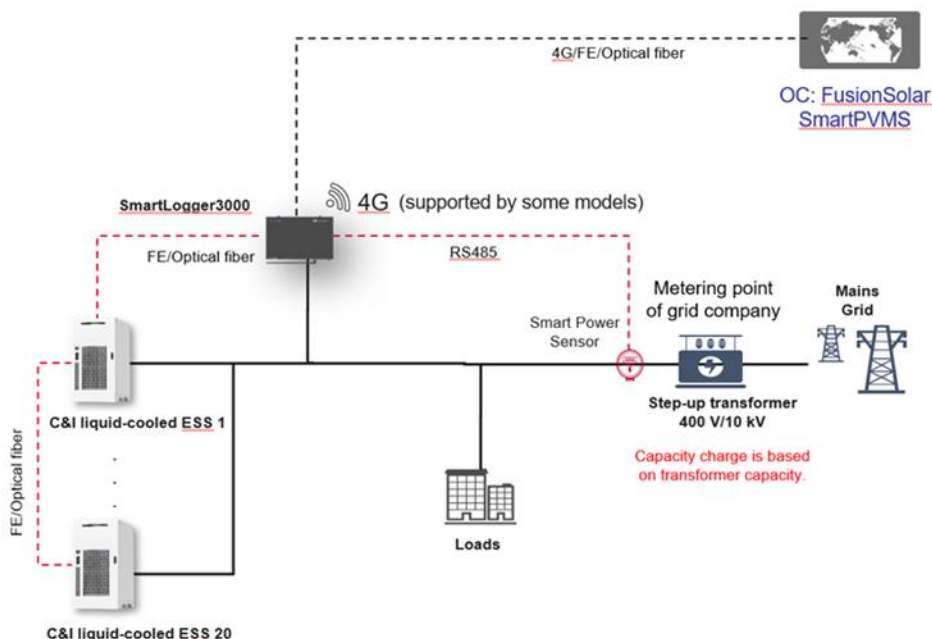 4G/FE/Optical fiber
OC: FusionSolar
SmartPVMS
SmartLogger3000
4G (supported by some models)
FE/Optical fiber
RS485
Metering point
of grid company
Mains
Grid
Smart Power
Sensor
C&I liquid-cooled ESS 1
Step-up transformer
400 V/10 kV
Capacity charge is based
on transformer capacity.
FE/Optical fiber
Loads
C&I liquid-cooled ESS 20